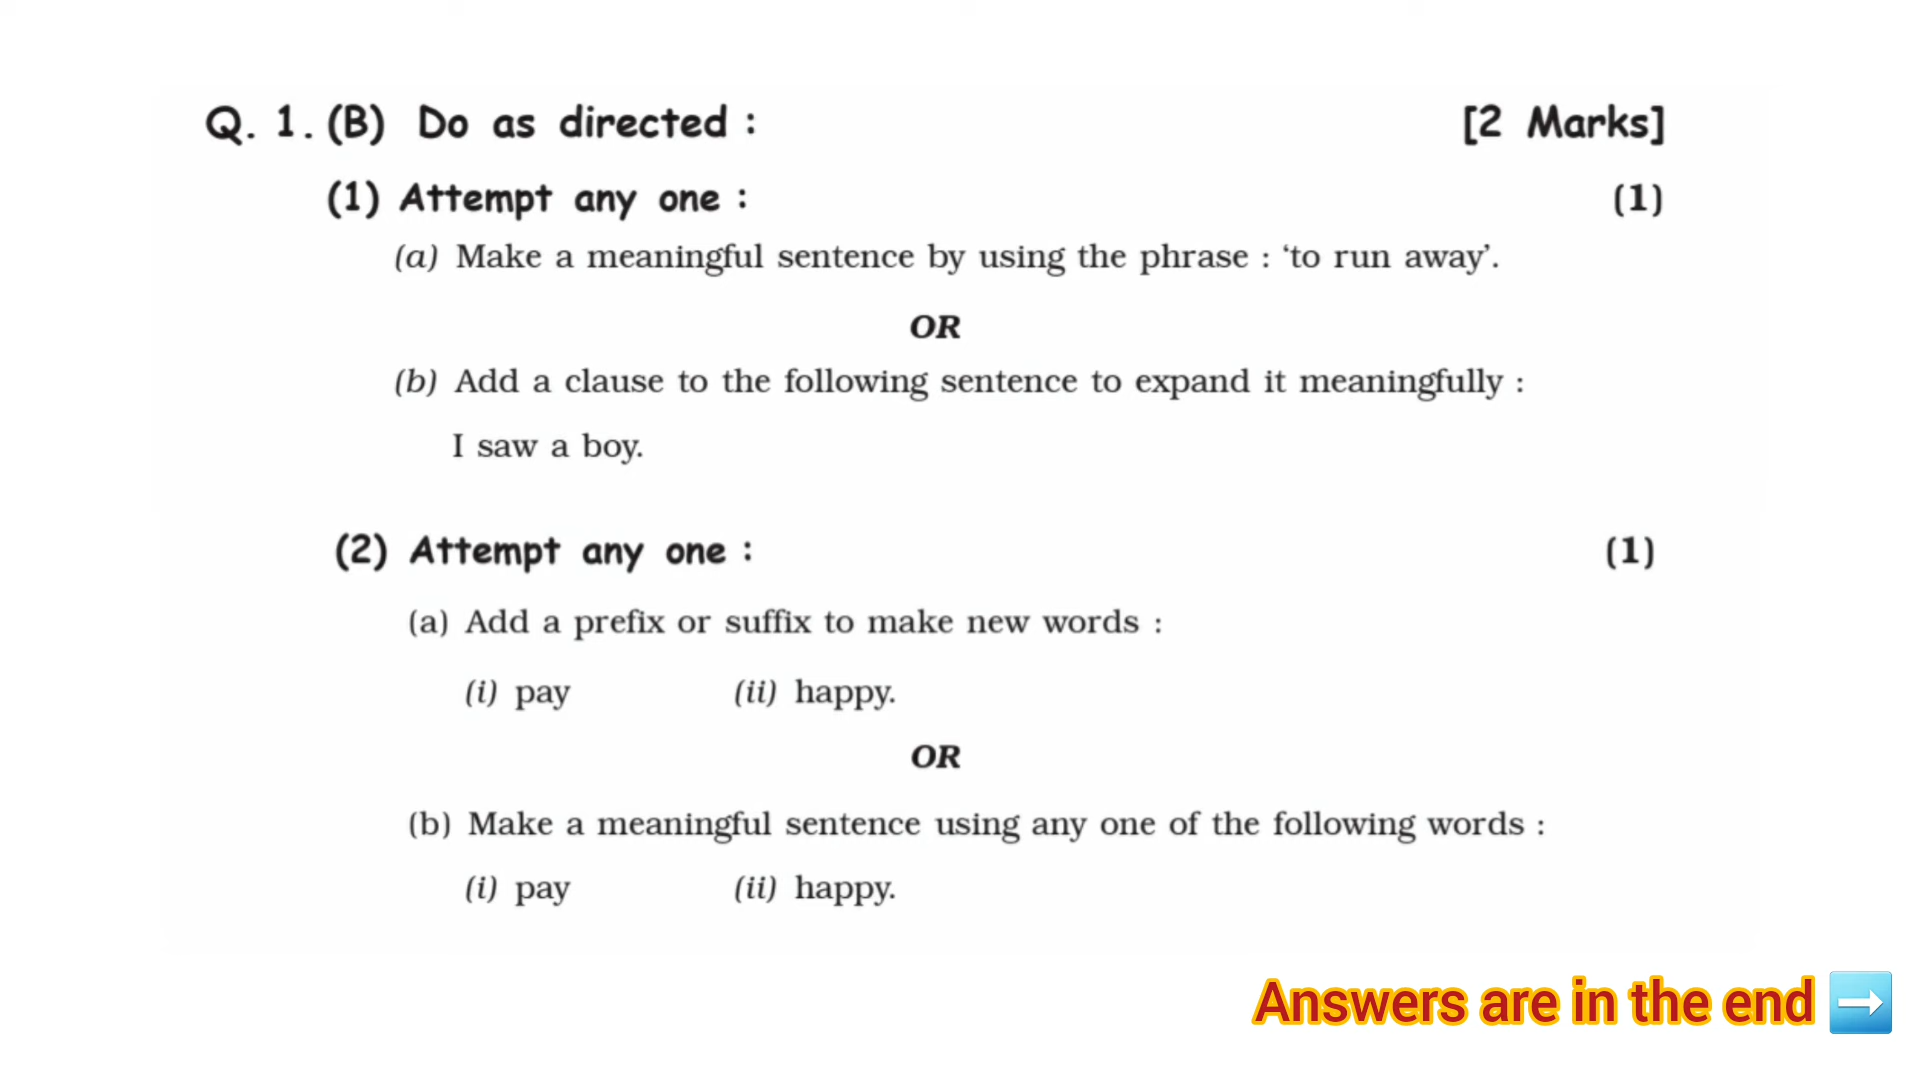 Q. 1. (B) Do as directed : [2 Marks]
(1) Attempt any one : (1)
(a) Make a meaningful sentence by using the phrase : ‘to run away’.
OR
(b) Add a clause to the following sentence to expand it meaningfully :
I saw a boy.
(2) Attempt any one : (1)
(a) Add a prefix or suffix to make new words :
(i) pay (ii) happy.
OR
(b) Make a meaningful sentence using any one of the following words :
(i) pay (ii) happy.
Answers are in the end ➡